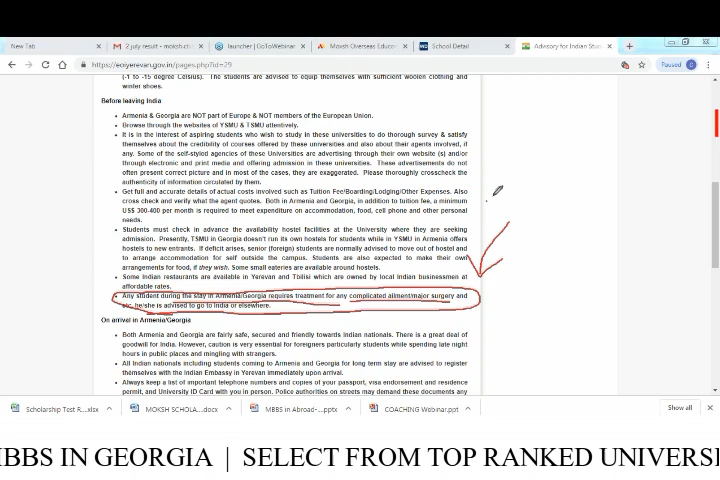 New Tab
2 july result - moksh.ch
launcher | GoToWebinar
Moksh Overseas Educon
School Detail
Advisory for Indian Stud
https://eoiyerevan.gov.in/pages.php?id=29
Paused
(-1 to -15 degree Celsius). The students are advised to equip themselves with sufficient woolen clothing and
winter shoes.
Before leaving India
Armenia & Georgia are NOT part of Europe & NOT members of the European Union.
Browse through the websites of YSMU & TSMU attentively.
It is in the interest of aspiring students who wish to study in these universities to do thorough survey & satisfy
themselves about the credibility of courses offered by these universities and also about their agents involved, if
any. Some of the self-styled agencies of these Universities are advertising through their own website (s) and/or
through electronic and print media and offering admission in these universities. These advertisements do not
often present correct picture and in most of the cases, they are exaggerated. Please thoroughly crosscheck the
authenticity of information circulated by them.
Get full and accurate details of actual costs involved such as Tuition Fee/Boarding/Lodging/Other Expenses. Also
cross check and verify what the agent quotes. Both in Armenia and Georgia, in addition to tuition fee, a minimum
US$ 300-400 per month is required to meet expenditure on accommodation, food, cell phone and other personal
needs.
Students must check in advance the availability hostel facilities at the University where they are seeking
admission. Presently, TSMU in Georgia doesn't run its own hostels for students while in YSMU in Armenia offers
hostels to new entrants. If deficit arises, senior (foreign) students are normally advised to move out of hostel and
to arrange accommodation for self outside the campus. Students are also expected to make their own
arrangements for food, if they wish. Some small eateries are available around hostels.
Some Indian restaurants are available in Yerevan and Tbilisi which are owned by local Indian businessmen at
affordable rates.
Any student during the stay in Armenia/Georgia requires treatment for any complicated ailment/major surgery and
etc, he/she is advised to go to India or elsewhere.
On arrival in Armenia/Georgia
Both Armenia and Georgia are fairly safe, secured and friendly towards Indian nationals. There is a great deal of
goodwill for India. However, caution is very essential for foreigners particularly students while spending late night
hours in public places and mingling with strangers.
All Indian nationals including students coming to Armenia and Georgia for long term stay are advised to register
themselves with the Indian Embassy in Yerevan immediately upon arrival.
Always keep a list of important telephone numbers and copies of your passport, visa endorsement and residence
permit, and University ID Card with you in person. Police authorities on streets may demand these documents any
Scholarship Test R....xlsx
MOKSH SCHOLA....docx
MBBS in Abroad-....pptx
COACHING Webinar.ppt
Show all
MBBS IN GEORGIA | SELECT FROM TOP RANKED UNIVERSI